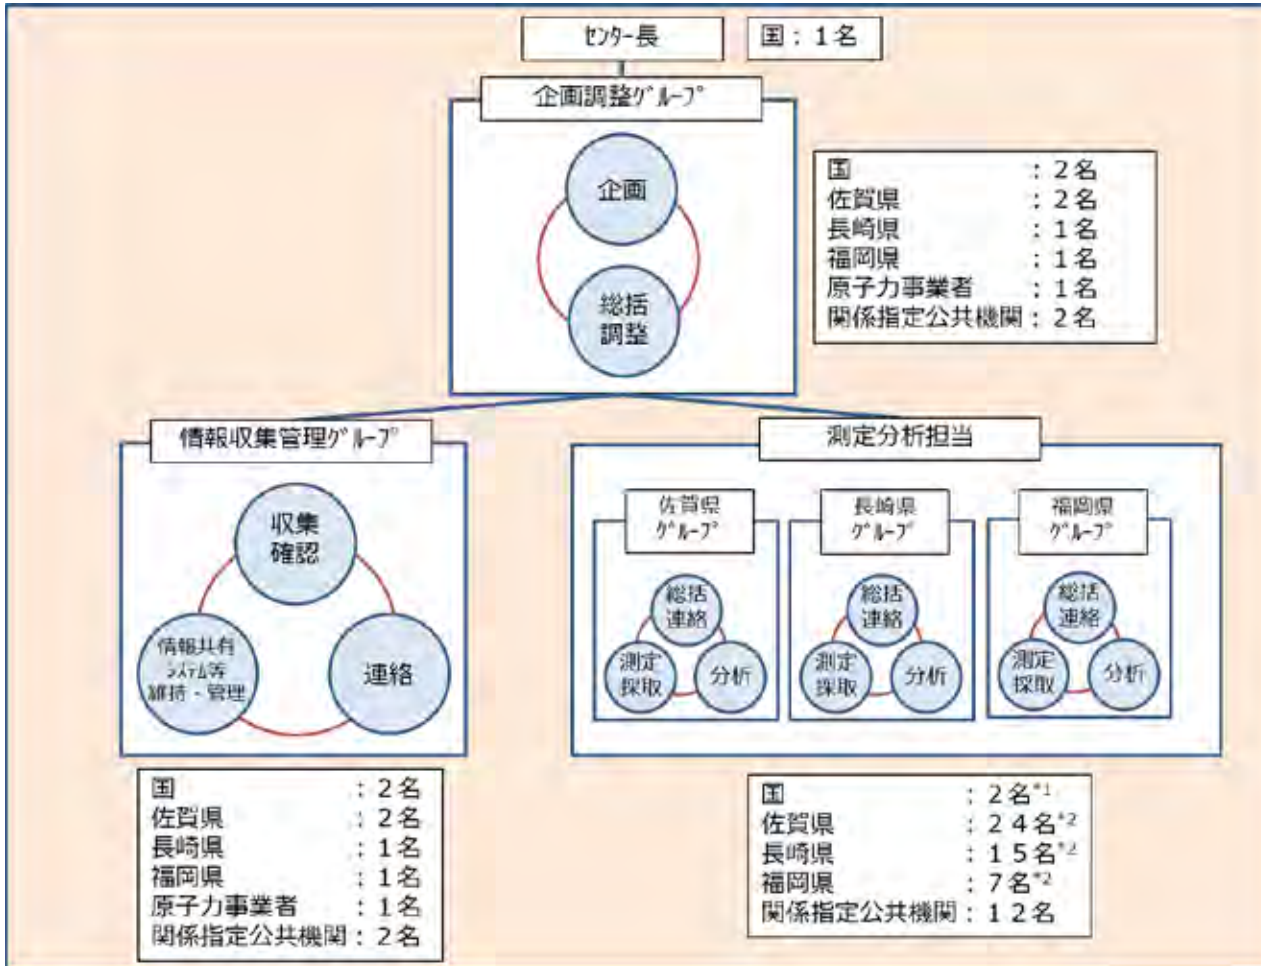 ｾﾝﾀｰ長
国：１名
企画調整ｸﾞﾙｰﾌﾟ
企画
総括
調整
国：２名
佐賀県：２名
長崎県：１名
福岡県：１名
原子力事業者：１名
関係指定公共機関：２名
情報収集管理ｸﾞﾙｰﾌﾟ
収集
確認
情報共有
ｼｽﾃﾑ等
維持・管理
連絡
国：２名
佐賀県：２名
長崎県：１名
福岡県：１名
原子力事業者：１名
関係指定公共機関：２名
測定分析担当
佐賀県
ｸﾞﾙｰﾌﾟ
総括
連絡
測定
採取
分析
長崎県
ｸﾞﾙｰﾌﾟ
総括
連絡
測定
採取
分析
福岡県
ｸﾞﾙｰﾌﾟ
総括
連絡
測定
採取
分析
国：２名*1
佐賀県：２４名*2
長崎県：１５名*2
福岡県：７名*2
関係指定公共機関：１２名